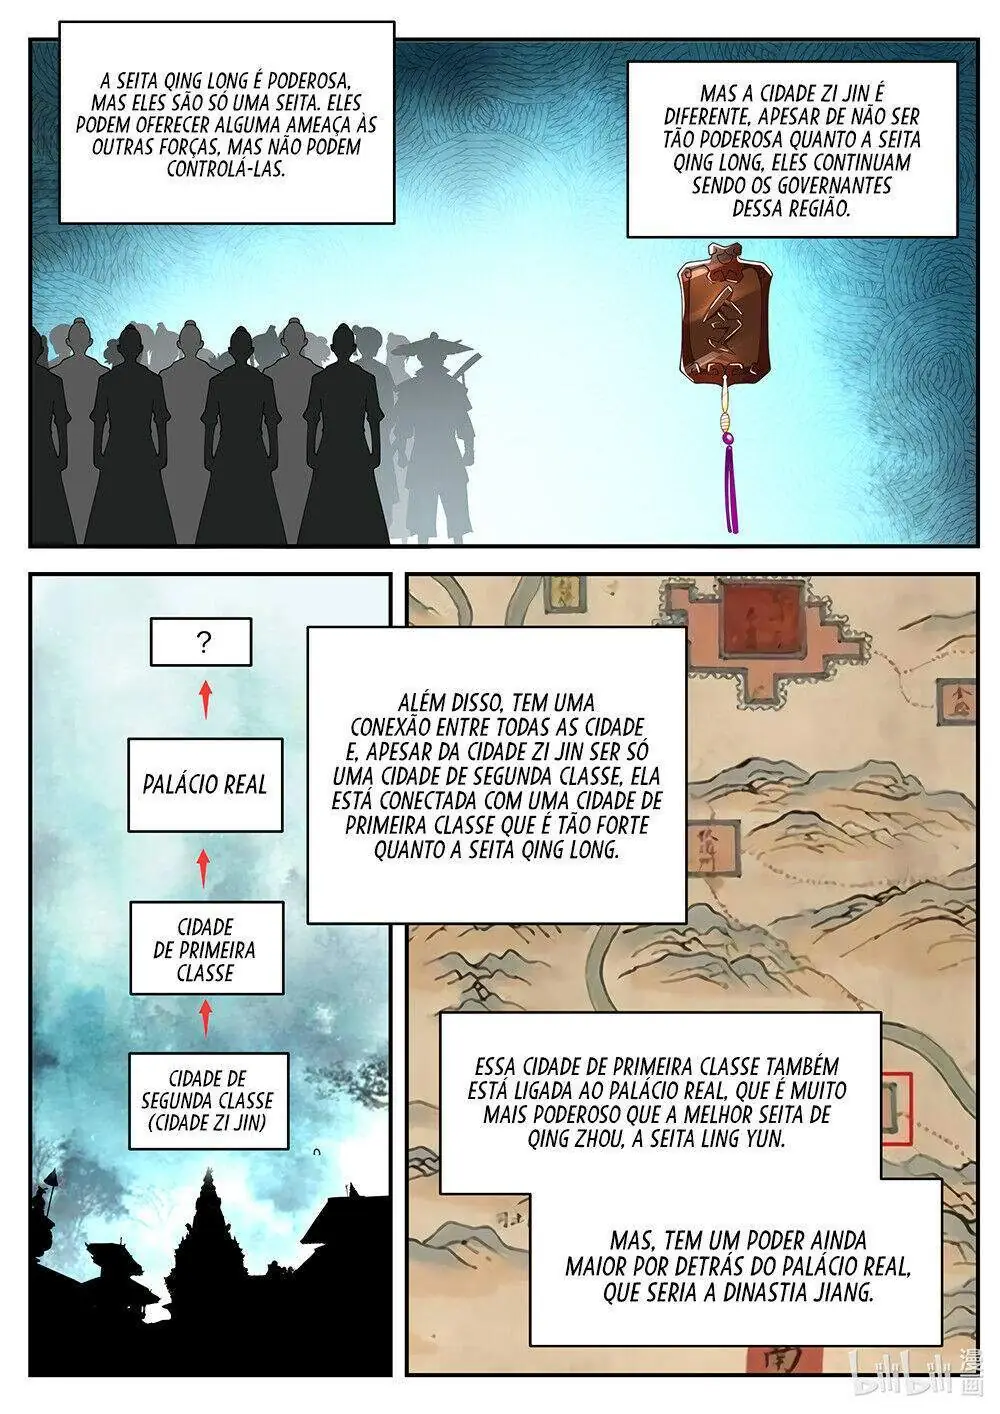 A SEITA QING LONG É PODEROSA,
MAS ELES SÃO SÓ UMA SEITA. ELES
PODEM OFERECER ALGUMA AMEAÇA ÀS
OUTRAS FORÇAS, MAS NÃO PODEM
CONTROLÁ-LAS.
MAS A CIDADE ZI JIN É
DIFERENTE, APESAR DE NÃO SER
TÃO PODEROSA QUANTO A SEITA
QING LONG, ELES CONTINUAM
SENDO OS GOVERNANTES
DESSA REGIÃO.
令
?
PALÁCIO REAL
CIDADE
DE PRIMEIRA
CLASSE
CIDADE DE
SEGUNDA CLASSE
(CIDADE ZI JIN)
ALÉM DISSO, TEM UMA
CONEXÃO ENTRE TODAS AS CIDADE
E, APESAR DA CIDADE ZI JIN SER SÓ
UMA CIDADE DE SEGUNDA CLASSE, ELA
ESTÁ CONECTADA COM UMA CIDADE DE
PRIMEIRA CLASSE QUE É TÃO FORTE
QUANTO A SEITA QING LONG.
ESSA CIDADE DE PRIMEIRA CLASSE TAMBÉM
ESTÁ LIGADA AO PALÁCIO REAL, QUE É MUITO
MAIS PODEROSO QUE A MELHOR SEITA DE
QING ZHOU, A SEITA LING YUN.
MAS, TEM UM PODER AINDA
MAIOR POR DETRÁS DO PALÁCIO REAL,
QUE SERIA A DINASTIA JIANG.
南
bilibili 漫画